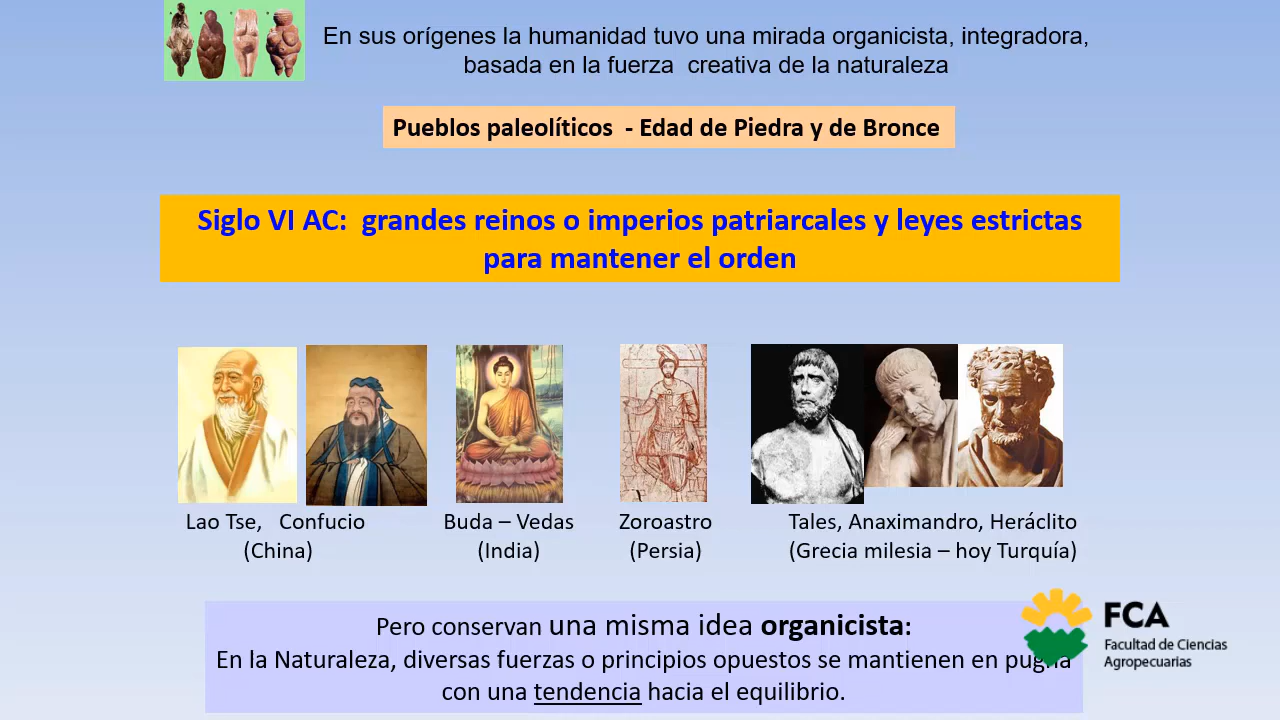 En sus orígenes la humanidad tuvo una mirada organicista, integradora,
basada en la fuerza creativa de la naturaleza
Pueblos paleolíticos - Edad de Piedra y de Bronce
Siglo VI AC: grandes reinos o imperios patriarcales y leyes estrictas
para mantener el orden
Lao Tse, Confucio
(China)
Buda – Vedas
(India)
Zoroastro
(Persia)
Tales, Anaximandro, Heráclito
(Grecia milesia – hoy Turquía)
Pero conservan una misma idea organicista:
En la Naturaleza, diversas fuerzas o principios opuestos se mantienen en pugna
con una tendencia hacia el equilibrio.
FCA
Facultad de Ciencias
Agropecuarias